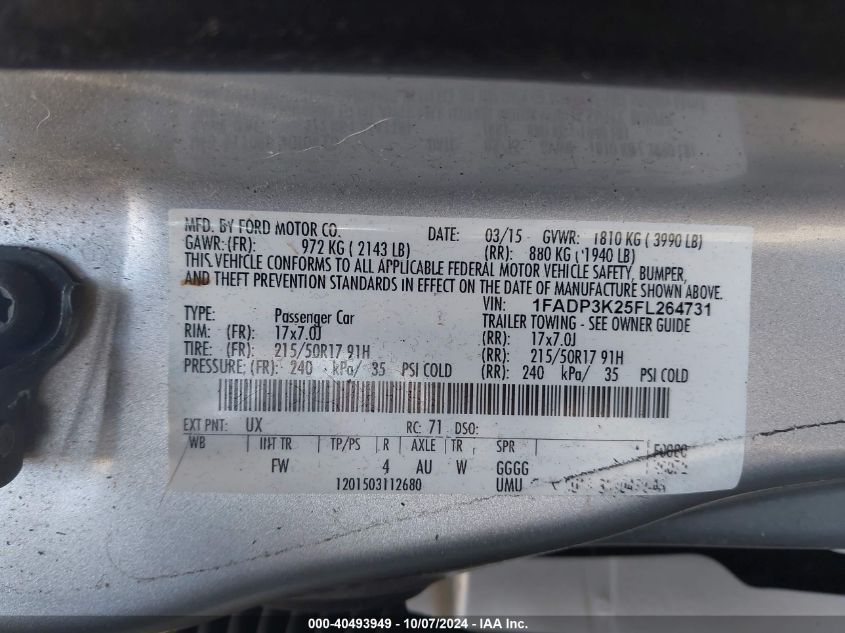 MFD. BY FORD MOTOR CO. DATE: 03/15 GVWR: 1810 KG ( 3990 LB)
GAWR: (FR): 972 KG ( 2143 LB) (RR): 880 KG ( 1940 LB)
THIS VEHICLE CONFORMS TO ALL APPLICABLE FEDERAL MOTOR VEHICLE SAFETY, BUMPER,
AND THEFT PREVENTION STANDARDS IN EFFECT ON THE DATE OF MANUFACTURE SHOWN ABOVE.
VIN: 1FADP3K25FL264731
TYPE: Passenger Car TRAILER TOWING - SEE OWNER GUIDE
RIM: (FR): 17x7.0J (RR): 17x7.0J
TIRE: (FR): 215/50R17 91H (RR): 215/50R17 91H
PRESSURE: (FR): 240 kPa/ 35 PSI COLD (RR): 240 kPa/ 35 PSI COLD
EXT PNT: UX RC: 71 DSO:
WB INT TR TP/PS R AXLE TR SPR
FW 4 AU W GGGG
1201503112680 UMU
000-40493949 - 10/07/2024 - IAA Inc.